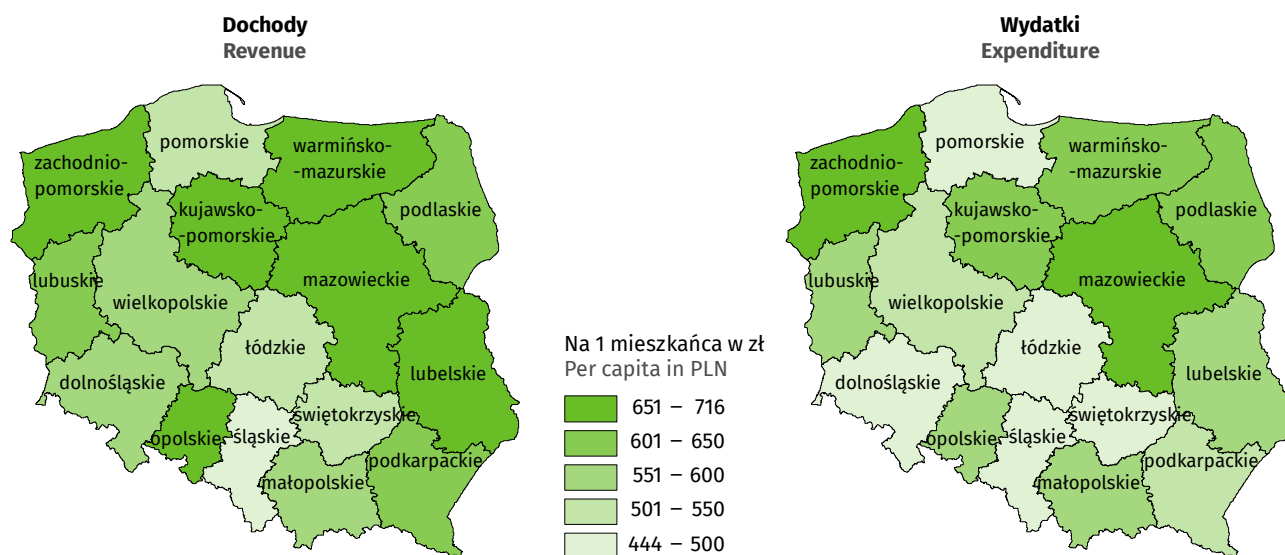 Dochody
Revenue
pomorskie
warmińsko-
-mazurskie
zachodnio-
pomorskie
podlaskie
kujawsko-
-pomorskie
mazowieckie
lubuskie
wielkopolskie
łódzkie
lubelskie
dolnośląskie
świętokrzyskie
opolskie
śląskie
podkarpackie
małopolskie
Na 1 mieszkańca w zł
Per capita in PLN
651 – 716
601 – 650
551 – 600
501 – 550
444 – 500
Wydatki
Expenditure
pomorskie
warmińsko-
-mazurskie
zachodnio-
pomorskie
podlaskie
kujawsko-
-pomorskie
mazowieckie
lubuskie
wielkopolskie
łódzkie
lubelskie
dolnośląskie
świętokrzyskie
opolskie
śląskie
podkarpackie
małopolskie